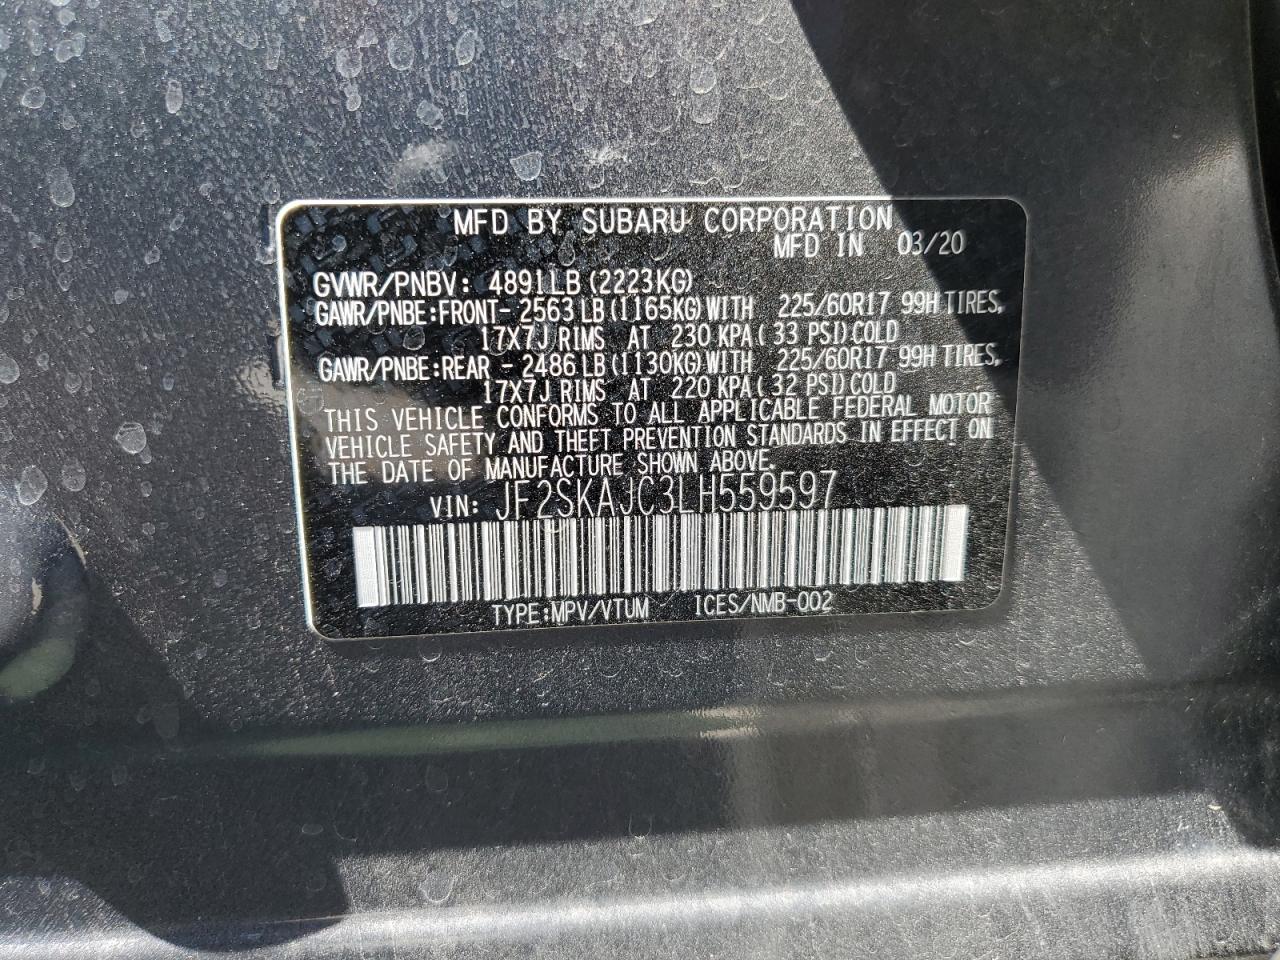 MFD BY SUBARU CORPORATION
MFD IN 03/20
GVWR/PNBV: 4891LB (2223KG)
GAWR/PNBE:FRONT- 2563 LB (1165KG) WITH 225/60R17 99H TIRES,
17X7J RIMS AT 230 KPA ( 33 PSI) COLD
GAWR/PNBE:REAR - 2486 LB (1130KG) WITH 225/60R17 99H TIRES,
17X7J RIMS AT 220 KPA ( 32 PSI) COLD
THIS VEHICLE CONFORMS TO ALL APPLICABLE FEDERAL MOTOR
VEHICLE SAFETY AND THEFT PREVENTION STANDARDS IN EFFECT ON
THE DATE OF MANUFACTURE SHOWN ABOVE.
VIN: JF2SKAJC3LH559597
TYPE:MPV/VTUM ICES/NMB-002